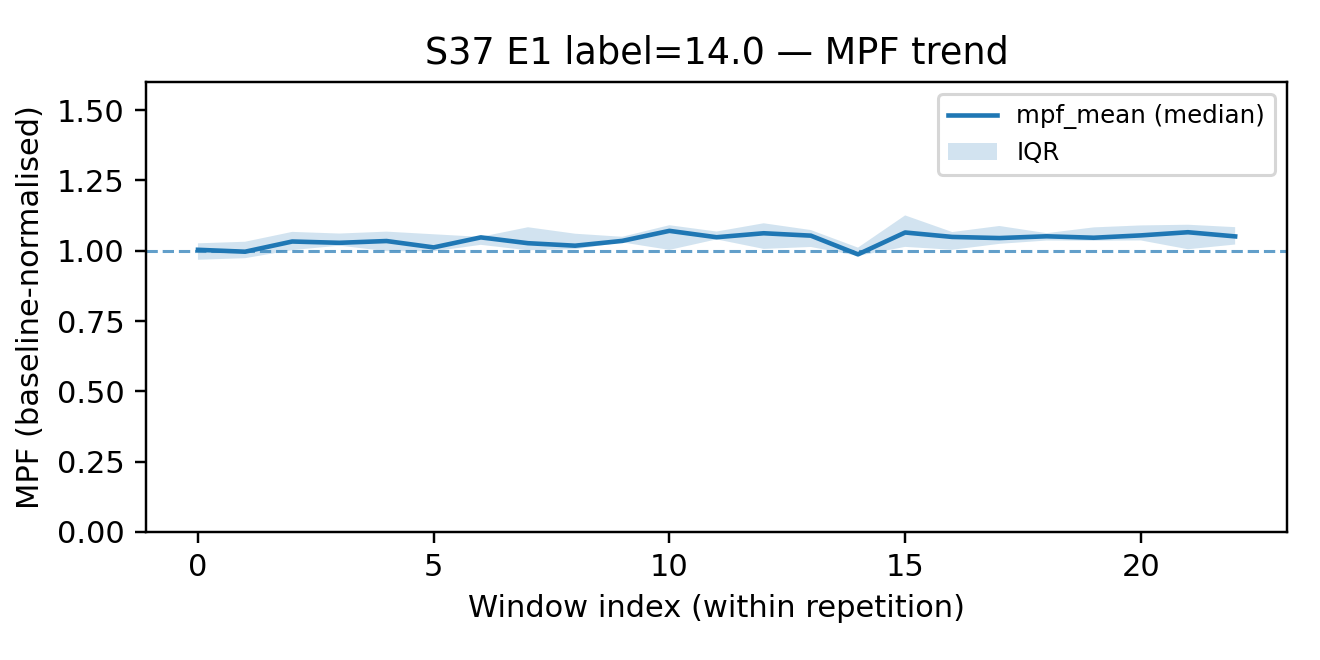 S37 E1 label=14.0 — MPF trend
MPF (baseline-normalised)
1.50
1.25
1.00
0.75
0.50
0.25
0.00
mpf_mean (median)
IQR
0 5 10 15 20
Window index (within repetition)